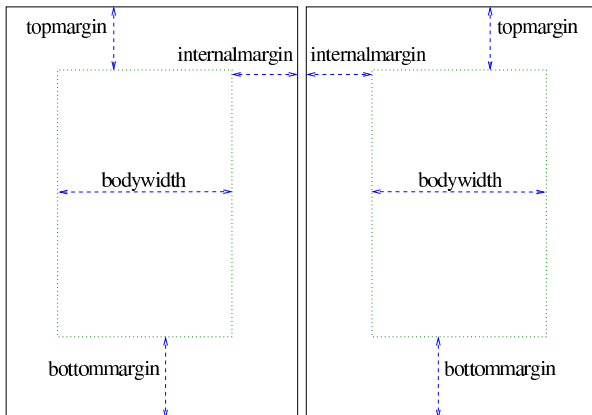 topmargin
internalmargin
bodywidth
bottommargin
topmargin
internalmargin
bodywidth
bottommargin